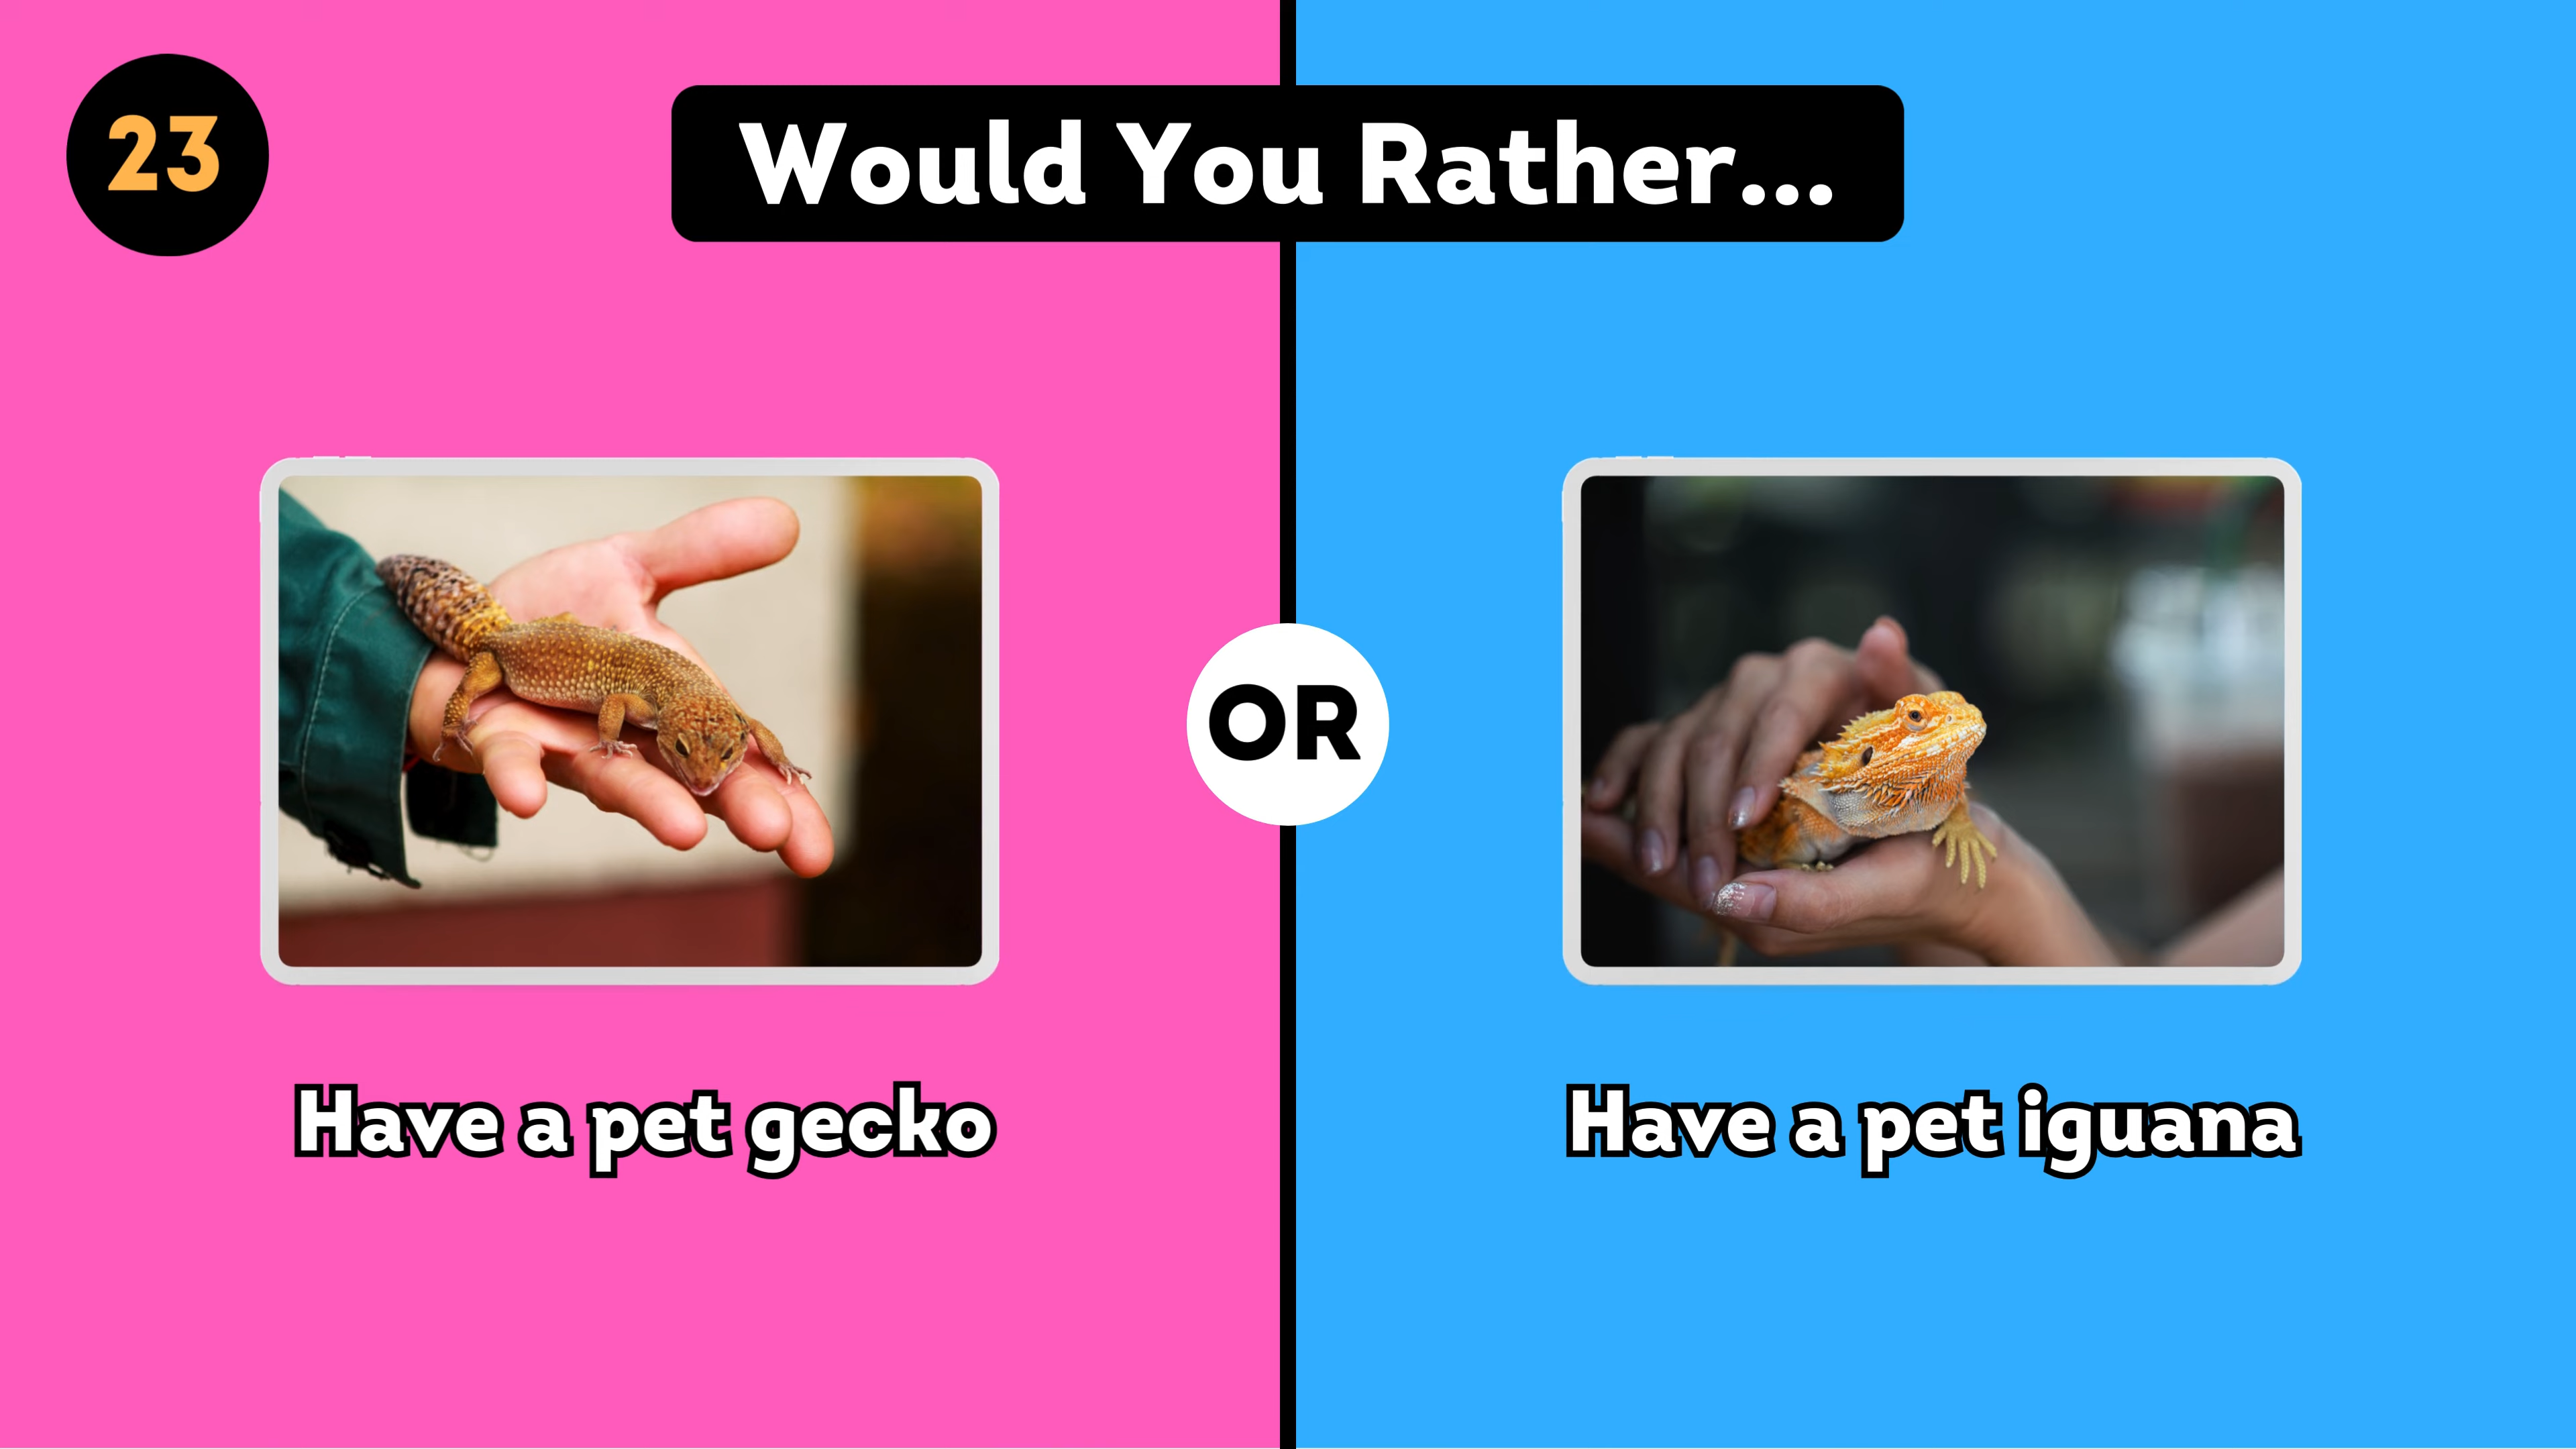 23
Would You Rather...
OR
Have a pet gecko
Have a pet iguana